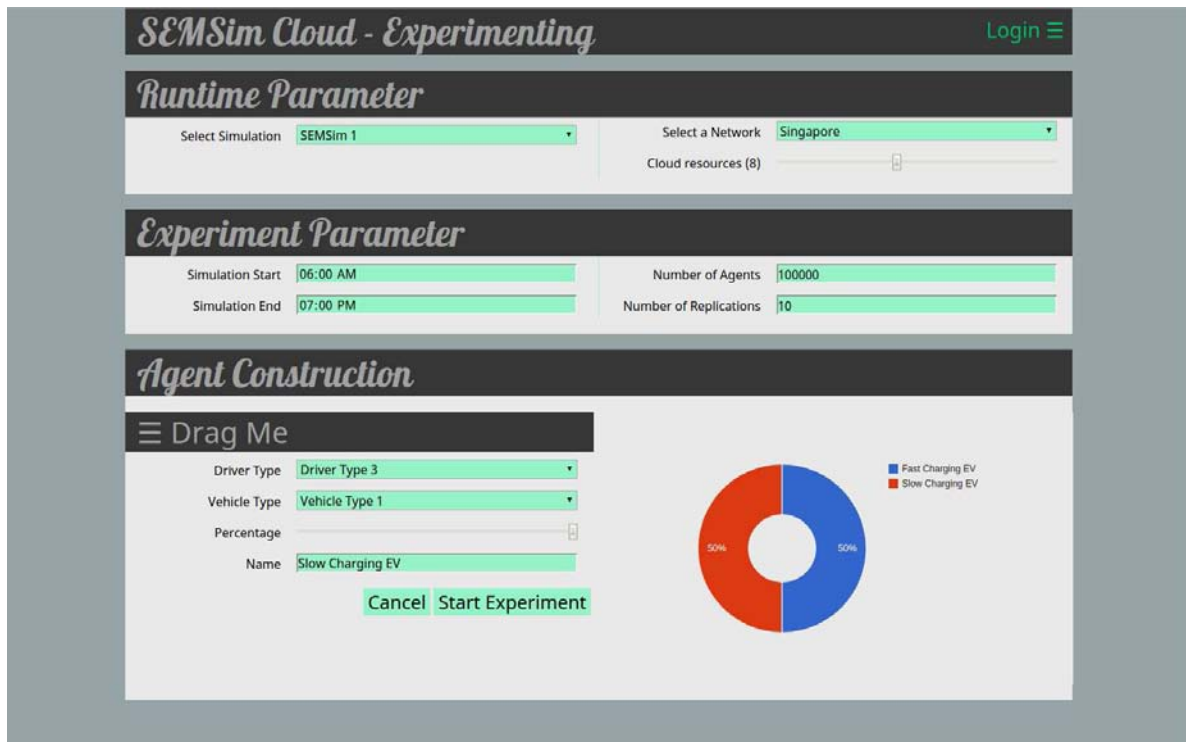 SEMSim Cloud - Experimenting
Login ☰
Runtime Parameter
Select Simulation SEMSim 1
Select a Network Singapore
Cloud resources (8)
Experiment Parameter
Simulation Start 06:00 AM
Number of Agents 100000
Simulation End 07:00 PM
Number of Replications 10
Agent Construction
☰ Drag Me
Driver Type Driver Type 3
Vehicle Type Vehicle Type 1
Percentage
Name Slow Charging EV
Cancel Start Experiment
Fast Charging EV
Slow Charging EV
50% 50%